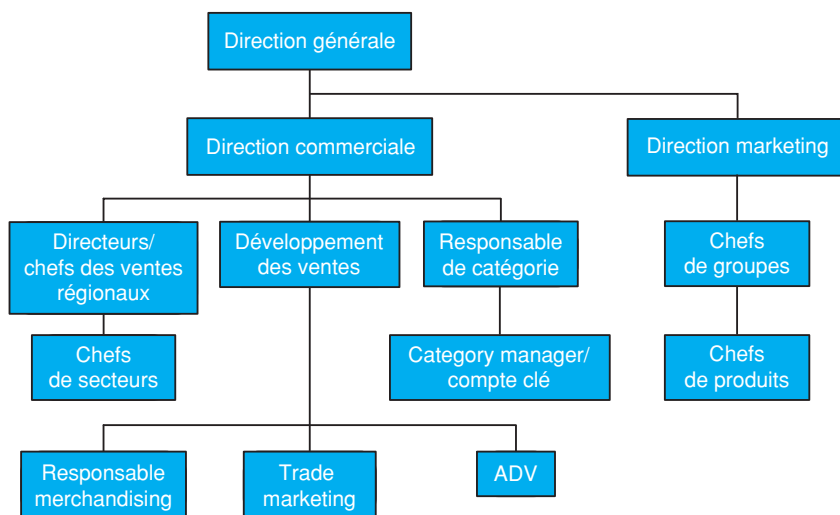 Direction générale
Direction commerciale
Direction marketing
Directeurs/
chefs des ventes
régionaux
Développement
des ventes
Responsable
de catégorie
Chefs
de groupes
Chefs
de secteurs
Category manager/
compte clé
Chefs
de produits
Responsable
merchandising
Trade
marketing
ADV